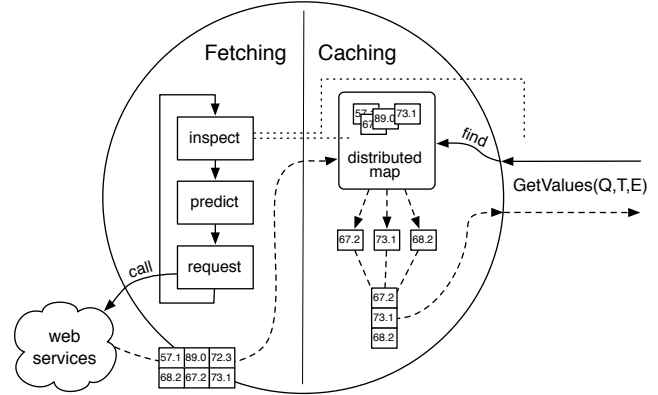 Fetching
Caching
inspect
predict
request
call
web
services
57.1 89.0 72.3
68.2 67.2 73.1
89.0 73.1
distributed
map
find
GetValues(Q,T,E)
67.2 73.1 68.2
67.2
73.1
68.2